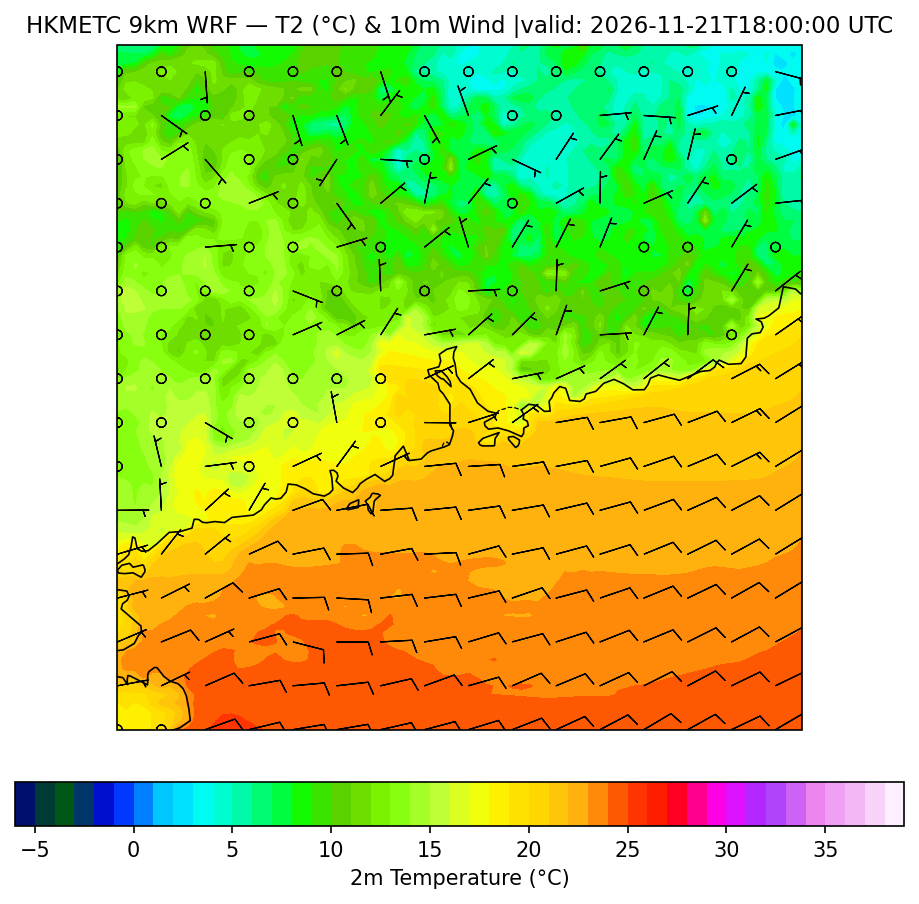 HKMETC 9km WRF — T2 (°C) & 10m Wind |valid: 2026-11-21T18:00:00 UTC
−5 0 5 10 15 20 25 30 35
2m Temperature (°C)